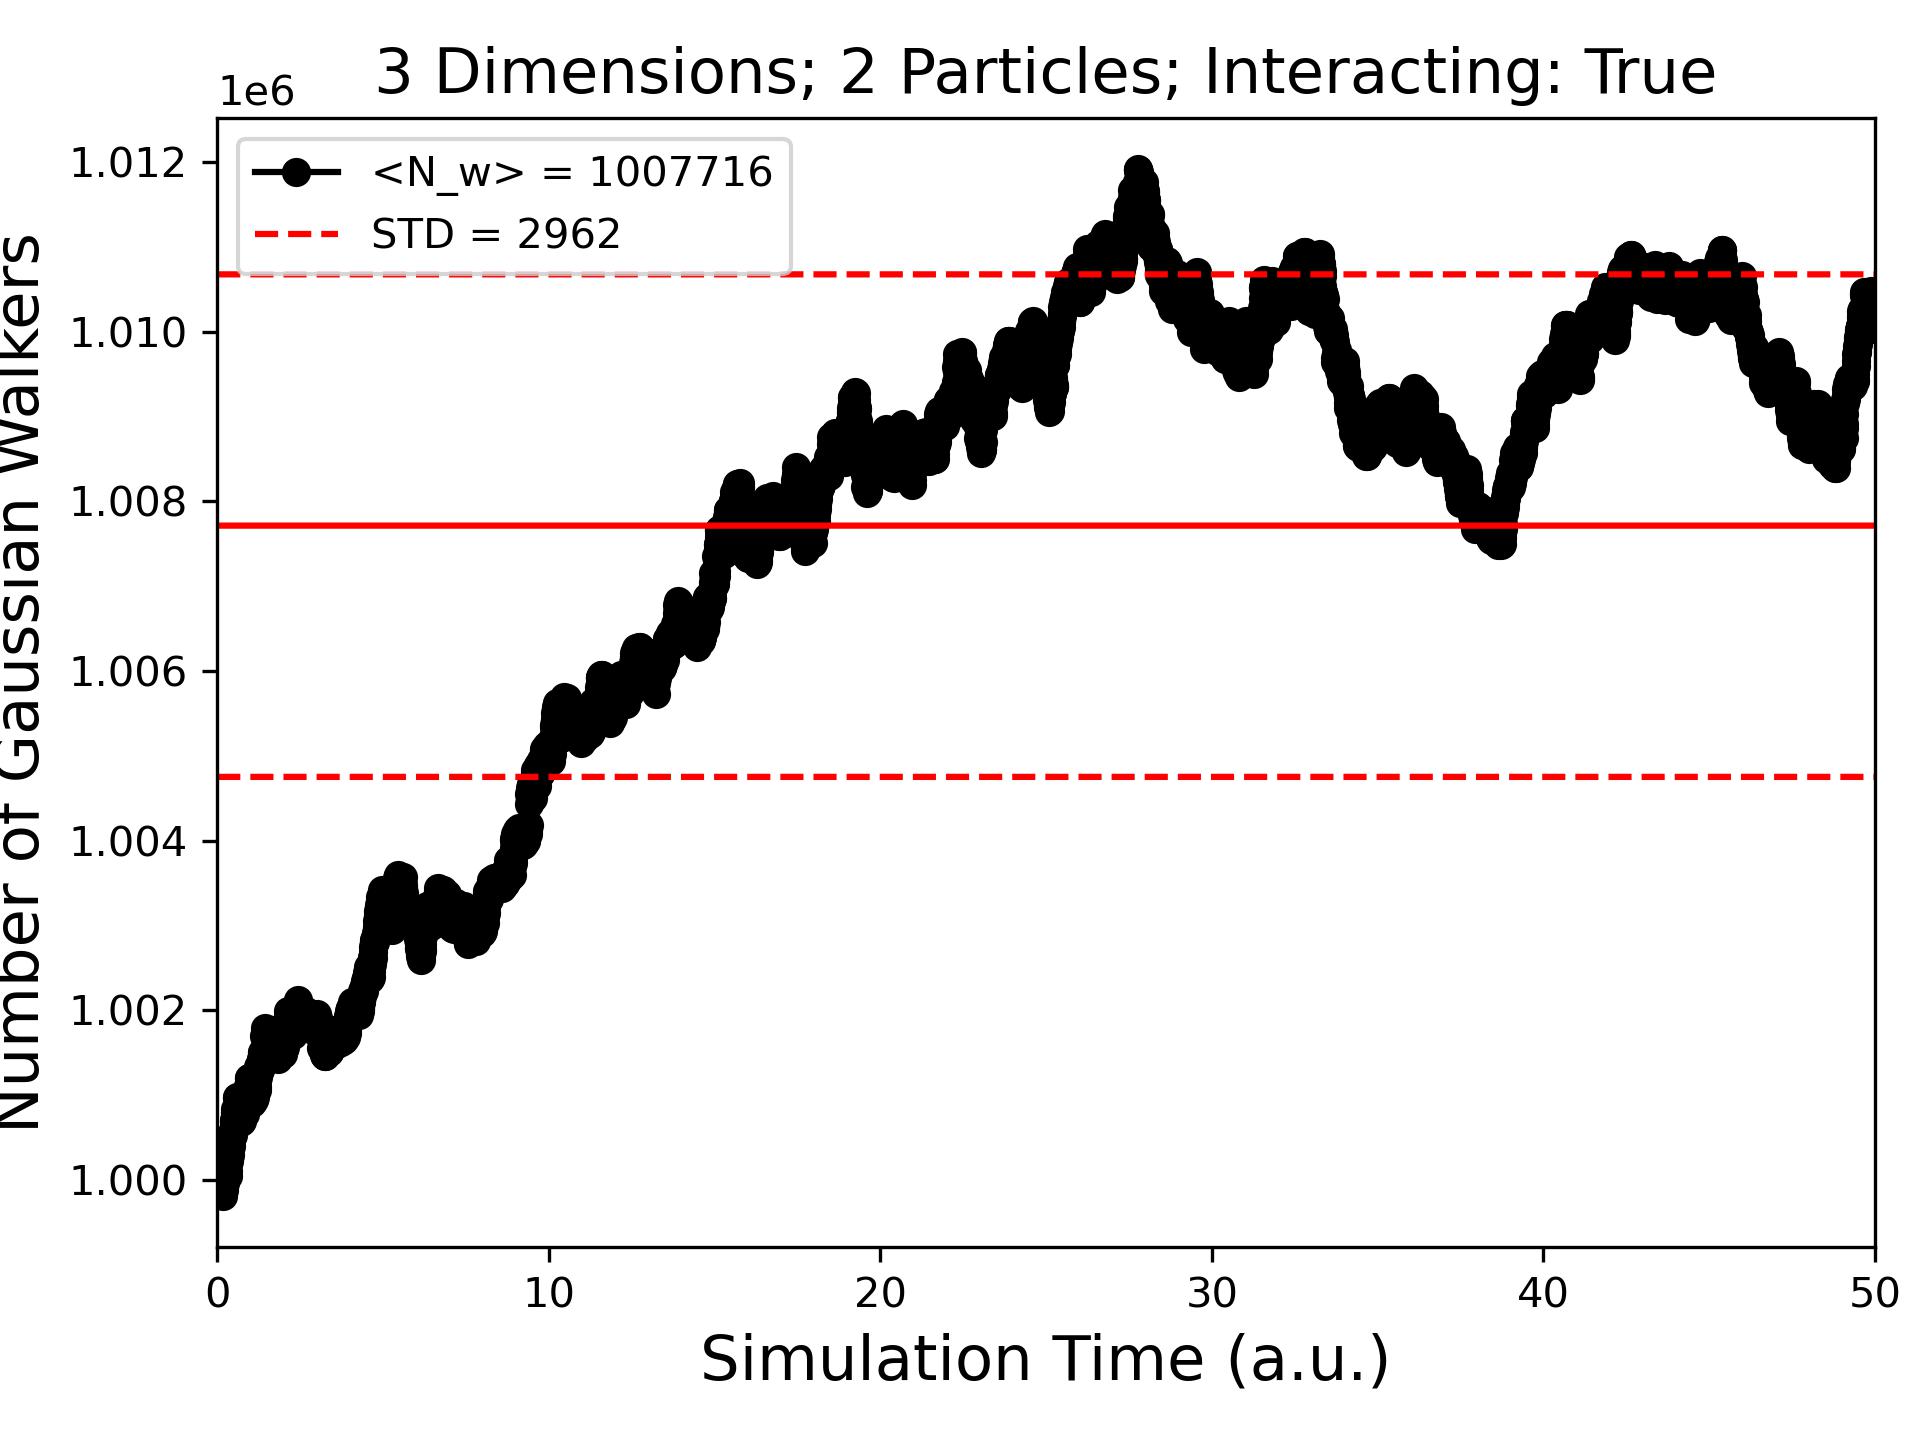 3 Dimensions; 2 Particles; Interacting: True
1e6
<N_w> = 1007716
STD = 2962
Number of Gaussian Walkers
1.012
1.010
1.008
1.006
1.004
1.002
1.000
0 10 20 30 40 50
Simulation Time (a.u.)